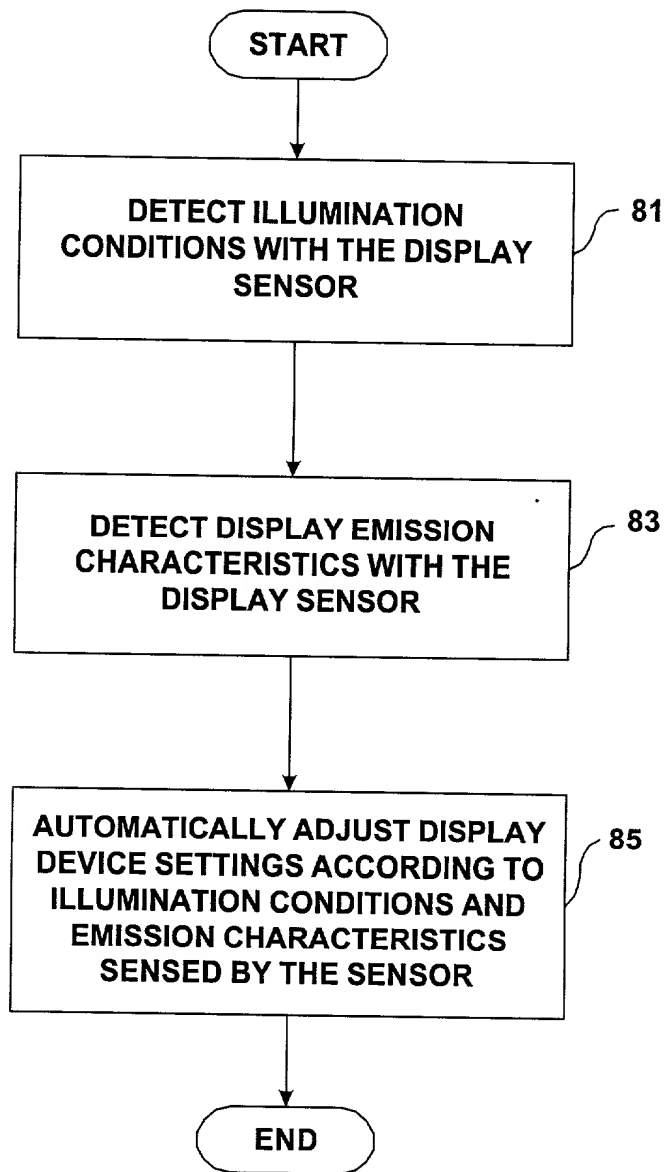 START
DETECT ILLUMINATION
CONDITIONS WITH THE DISPLAY
SENSOR
81
DETECT DISPLAY EMISSION
CHARACTERISTICS WITH THE
DISPLAY SENSOR
83
AUTOMATICALLY ADJUST DISPLAY
DEVICE SETTINGS ACCORDING TO
ILLUMINATION CONDITIONS AND
EMISSION CHARACTERISTICS
SENSED BY THE SENSOR
85
END